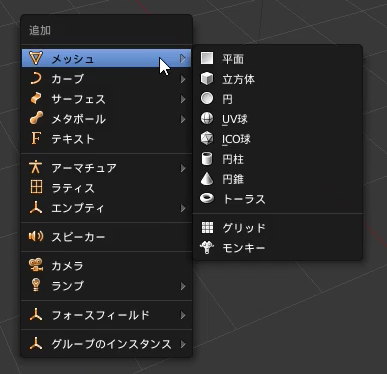 追加
メッシュ
カーブ
サーフェス
メタボール
テキスト
アーマチュア
ラティス
エンプティ
スピーカー
カメラ
ランプ
フォースフィールド
グループのインスタンス
平面
立方体
円
UV球
ICO球
円柱
円錐
トーラス
グリッド
モンキー